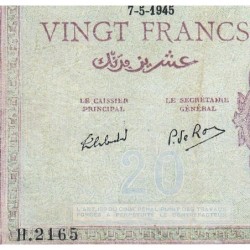 7-5-1945
VINGT FRANCS
عشرين فرنك
LE CAISSIER LE SECRÉTAIRE
PRINCIPAL GÉNÉRAL
20
H.2165